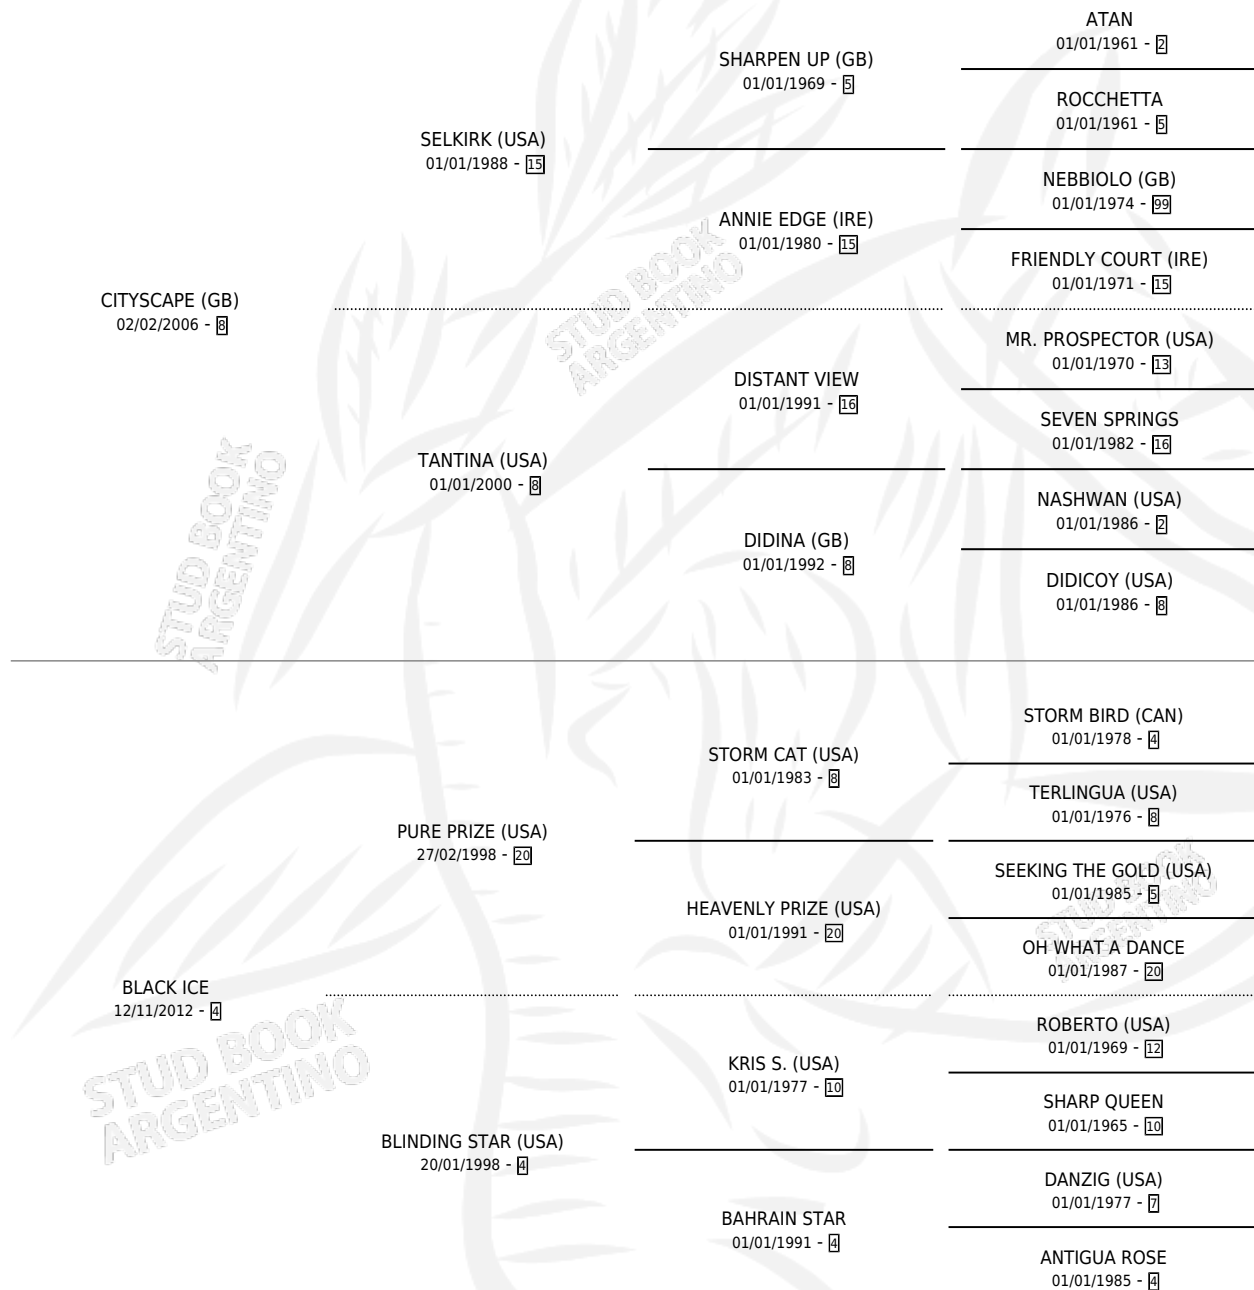 ATAN
01/01/1961 - 2
SHARPEN UP (GB)
01/01/1969 - 5
ROCCHETTA
01/01/1961 - 5
SELKIRK (USA)
01/01/1988 - 15
NEBBIOLO (GB)
01/01/1974 - 99
ANNIE EDGE (IRE)
01/01/1980 - 15
FRIENDLY COURT (IRE)
01/01/1971 - 15
CITYSCAPE (GB)
02/02/2006 - 8
MR. PROSPECTOR (USA)
01/01/1970 - 13
DISTANT VIEW
01/01/1991 - 16
SEVEN SPRINGS
01/01/1982 - 16
TANTINA (USA)
01/01/2000 - 8
NASHWAN (USA)
01/01/1986 - 2
DIDINA (GB)
01/01/1992 - 8
DIDICOY (USA)
01/01/1986 - 8
STORM BIRD (CAN)
01/01/1978 - 4
STORM CAT (USA)
01/01/1983 - 8
TERLINGUA (USA)
01/01/1976 - 8
PURE PRIZE (USA)
27/02/1998 - 20
SEEKING THE GOLD (USA)
01/01/1985 - 5
HEAVENLY PRIZE (USA)
01/01/1991 - 20
OH WHAT A DANCE
01/01/1987 - 20
BLACK ICE
12/11/2012 - 4
ROBERTO (USA)
01/01/1969 - 12
KRIS S. (USA)
01/01/1977 - 10
SHARP QUEEN
01/01/1965 - 10
BLINDING STAR (USA)
20/01/1998 - 4
DANZIG (USA)
01/01/1977 - 7
BAHRAIN STAR
01/01/1991 - 4
ANTIGUA ROSE
01/01/1985 - 4
STUD BOOK
ARGENTINO
STUD BOOK
ARGENTINO
STUD BOOK
ARGENTINO
STUD BOOK
ARGENTINO